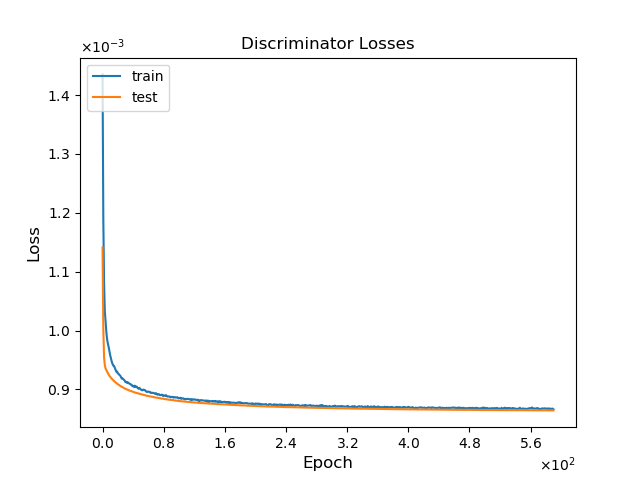 Discriminator Losses
×10⁻³
train
test
1.4
1.3
1.2
1.1
1.0
0.9
Loss
0.0 0.8 1.6 2.4 3.2 4.0 4.8 5.6
Epoch
×10²